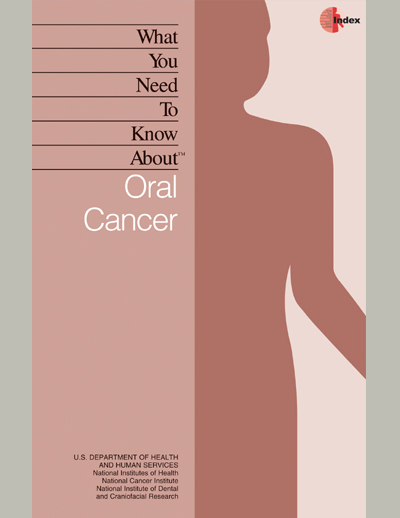 Index
What
You
Need
To
Know
About™
Oral
Cancer
U.S. DEPARTMENT OF HEALTH
AND HUMAN SERVICES
National Institutes of Health
National Cancer Institute
National Institute of Dental
and Craniofacial Research